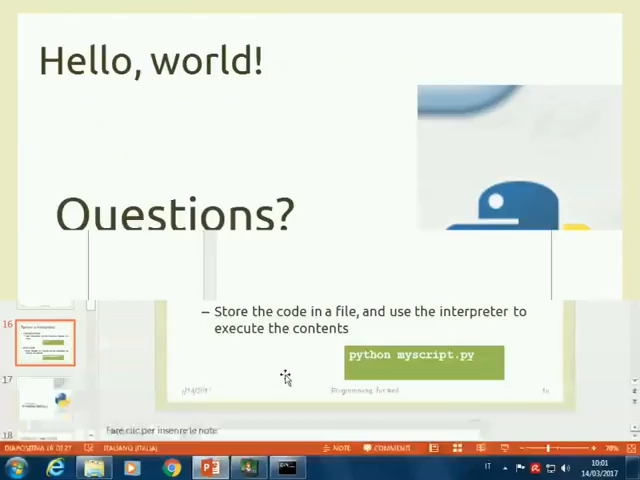 Hello, world!
Questions?
– Store the code in a file, and use the interpreter to
execute the contents
python myscript.py
16
17
18
Fare clic per inserire le note
DIAPOSITIVA 16 DI 27
ITALIANO (ITALIA)
NOTE
COMMENTI
78%
IT
10:01
14/03/2017